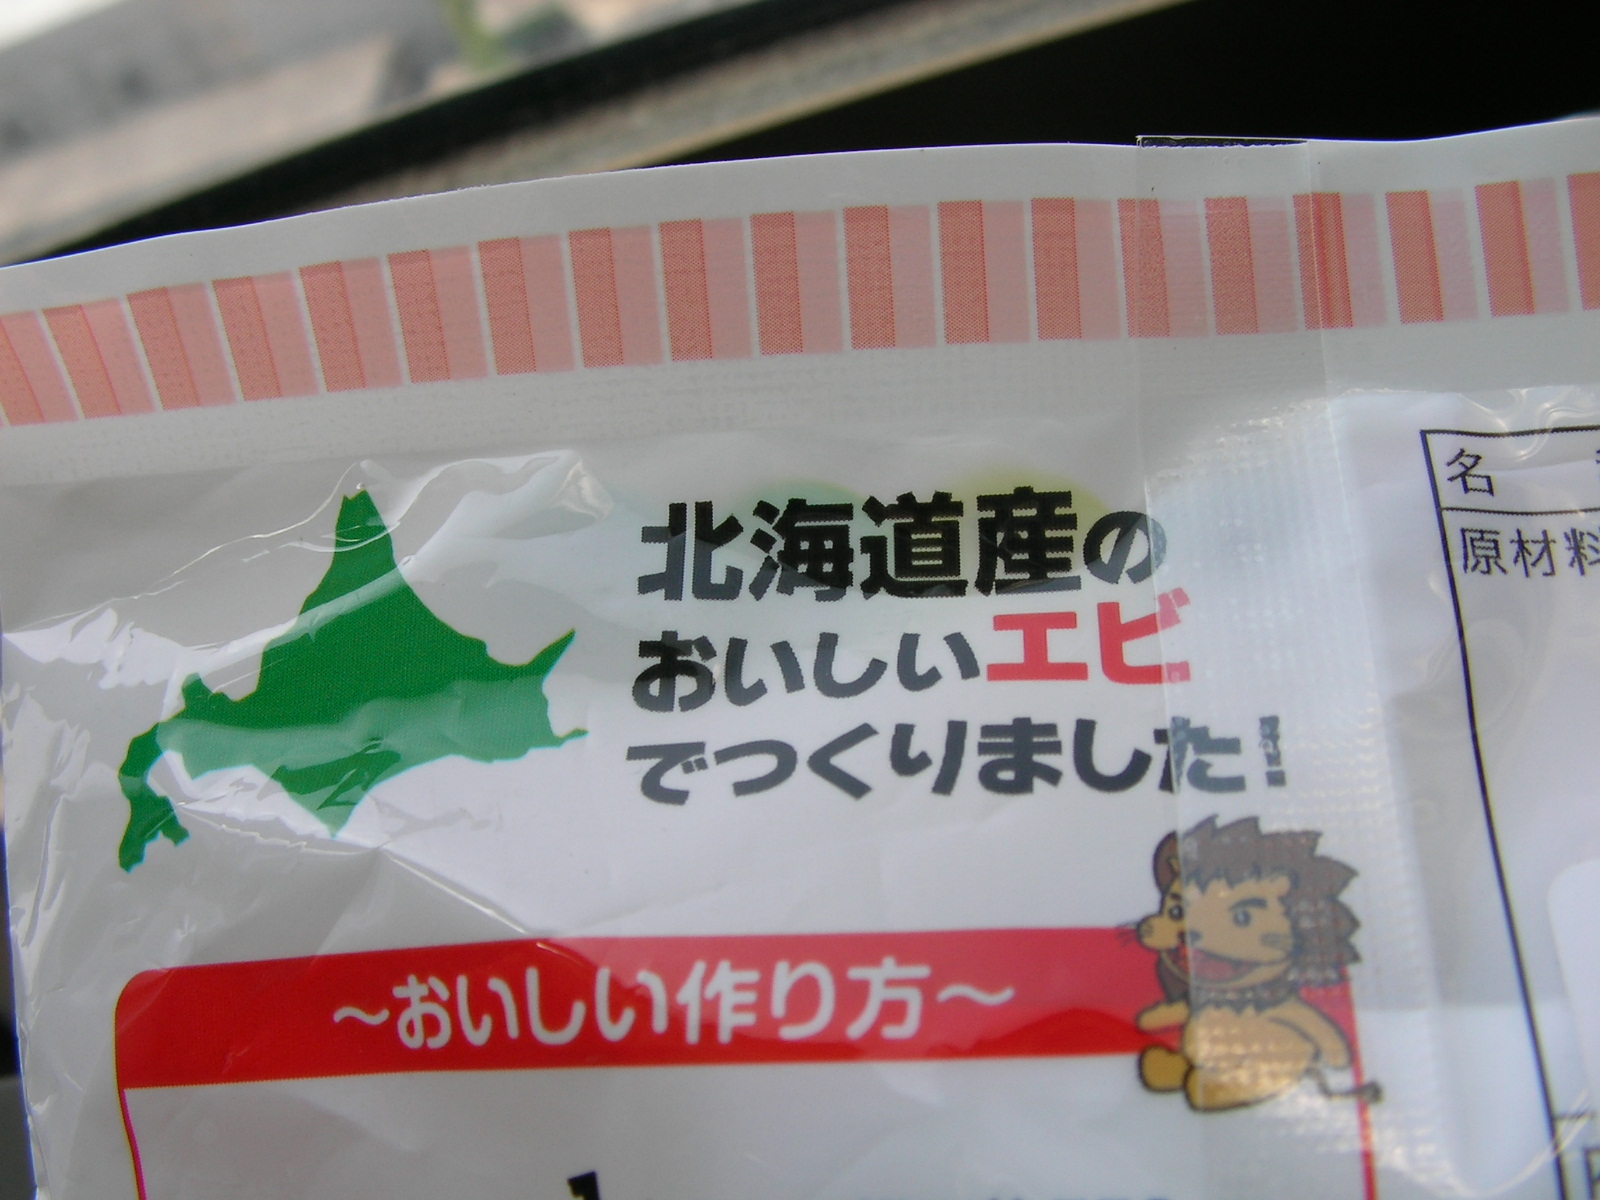 北海道産の
おいしいエビ
でつくりました!
~おいしい作り方~
名
原材料